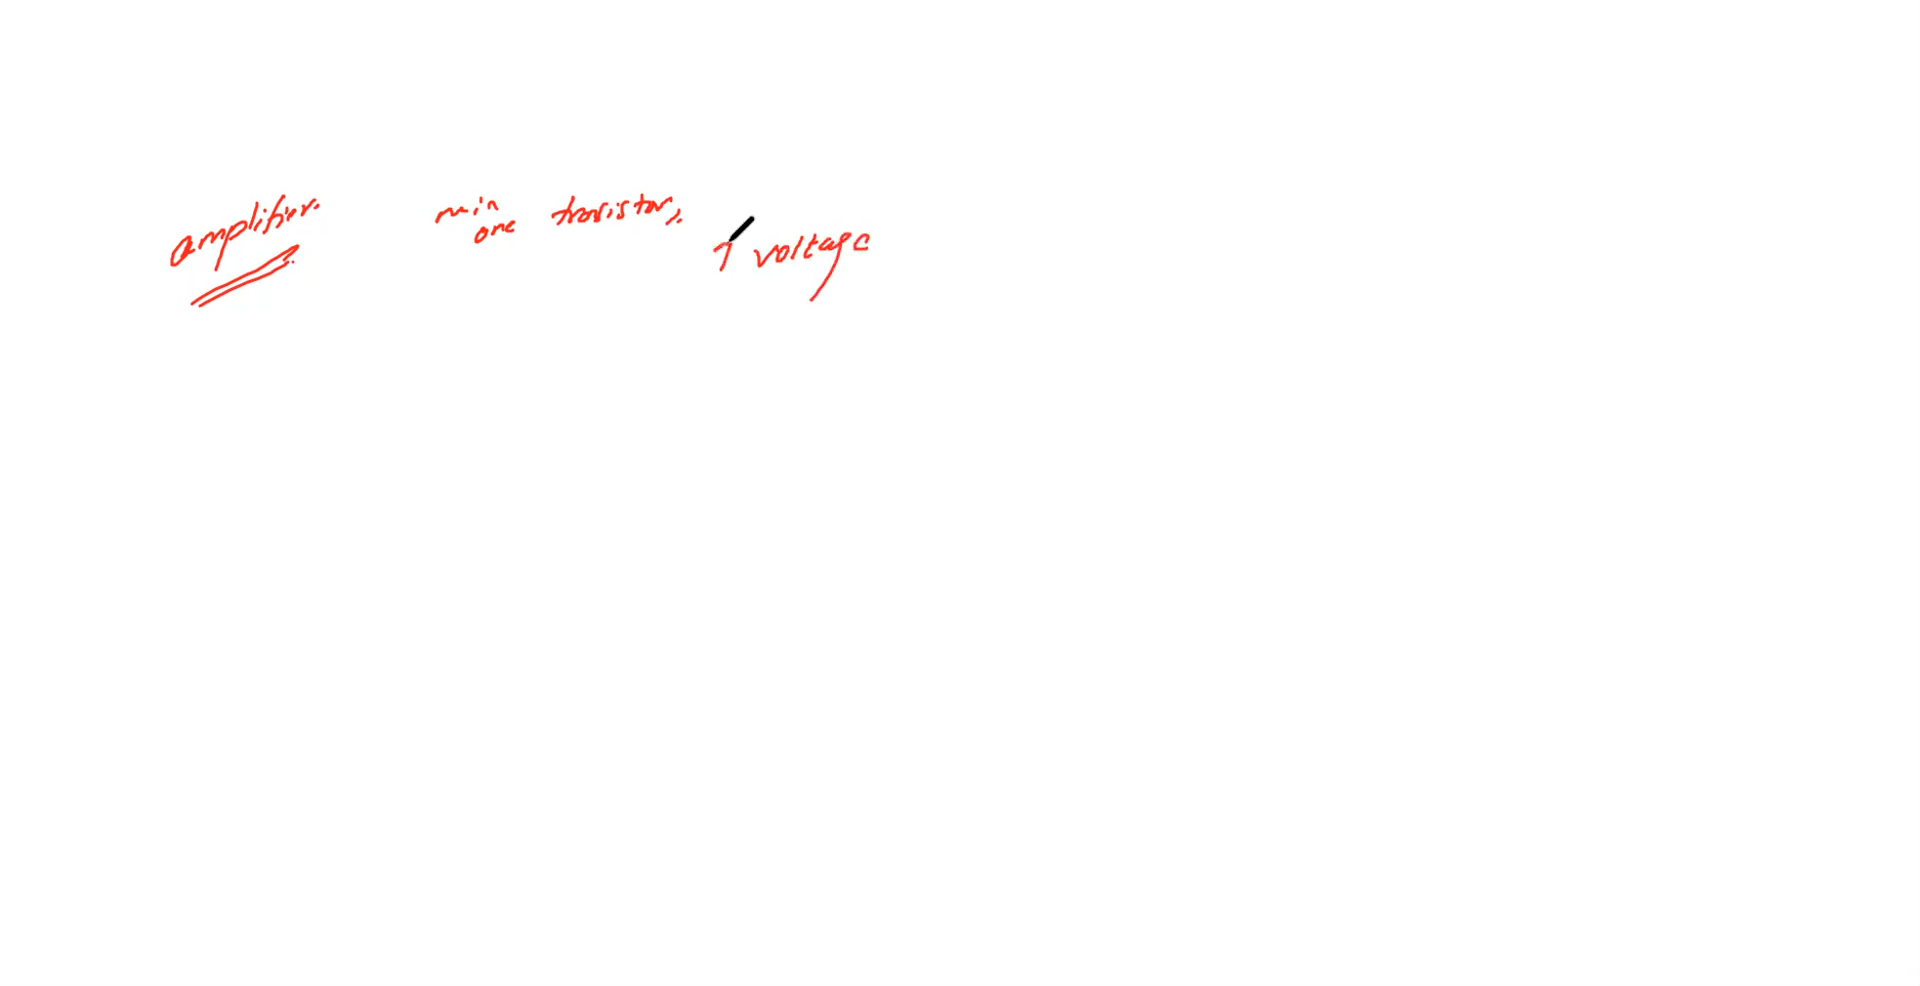 amplifier.
min
one transistor,
↑ voltage